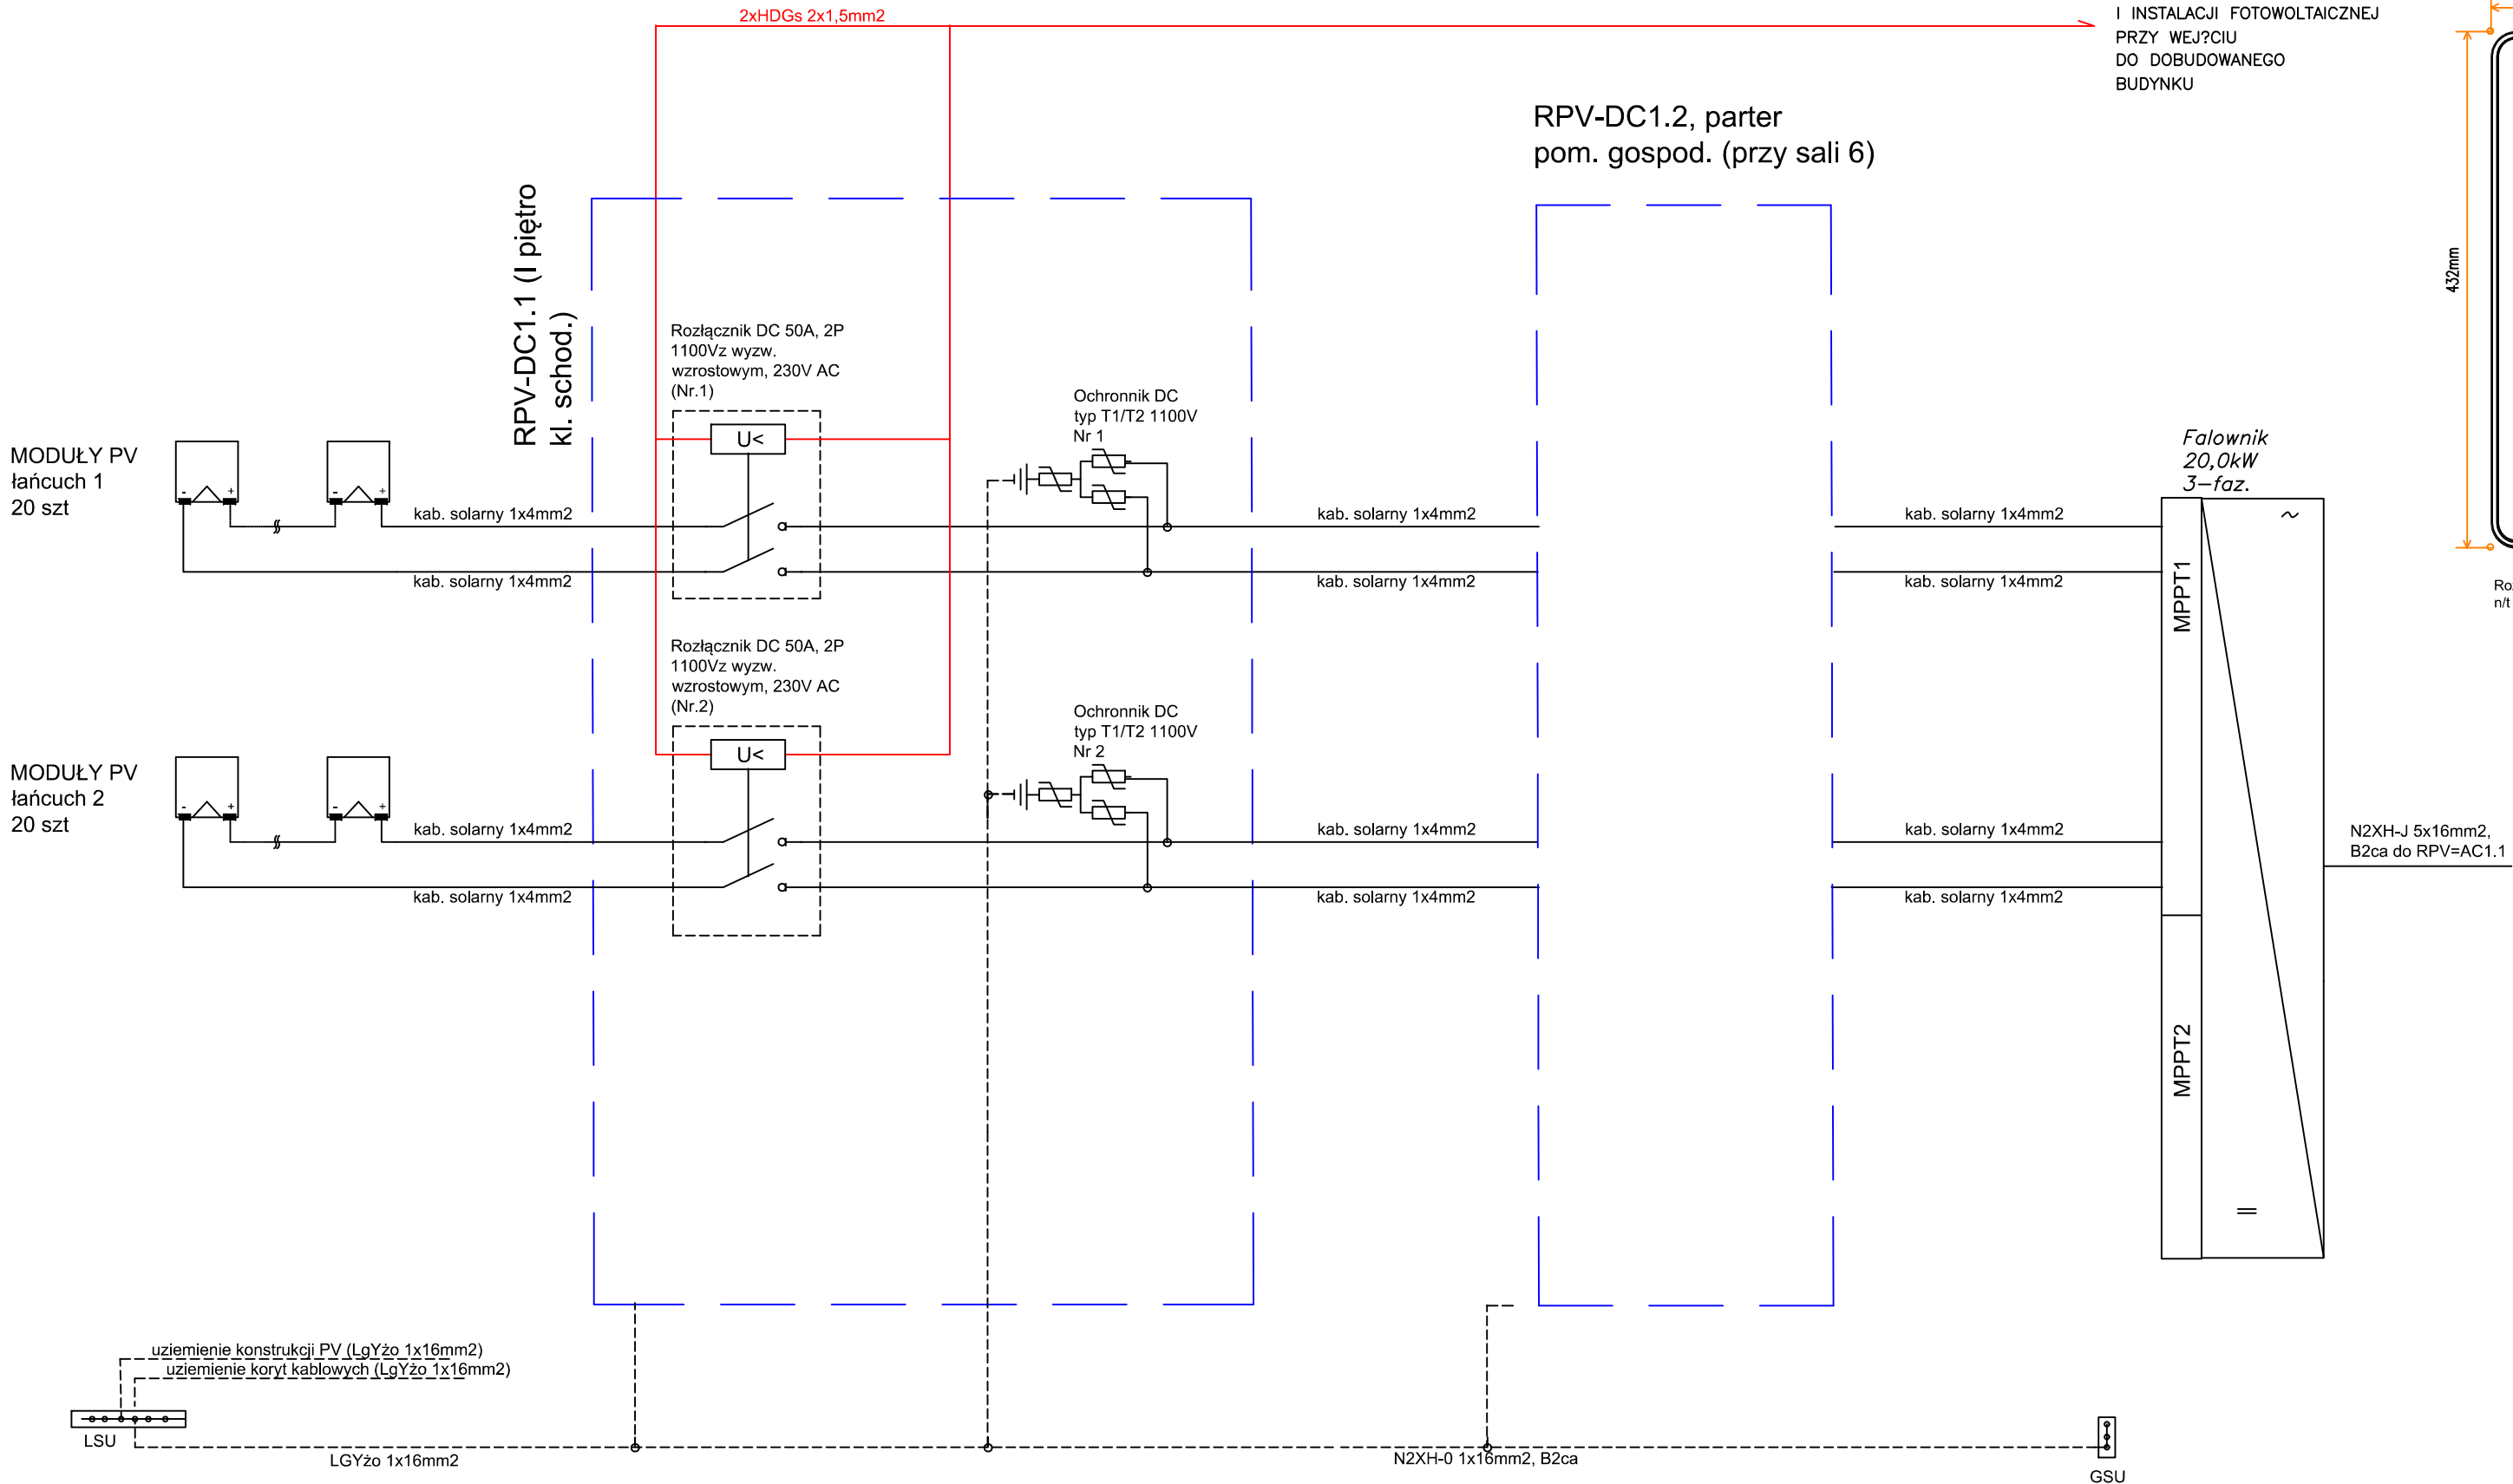 2xHDGs 2x1,5mm2
I INSTALACJI FOTOWOLTAICZNEJ
PRZY WEJ?CIU
DO DOBUDOWANEGO
BUDYNKU
RPV-DC1.2, parter
pom. gospod. (przy sali 6)
RPV-DC1.1 (I piętro
kl. schod.)
432mm
Rozłącznik DC 50A, 2P
1100Vz wyzw.
wzrostowym, 230V AC
(Nr.1)
U<
Ochronnik DC
typ T1/T2 1100V
Nr 1
MODUŁY PV
łańcuch 1
20 szt
- + - +
kab. solarny 1x4mm2
kab. solarny 1x4mm2
kab. solarny 1x4mm2
kab. solarny 1x4mm2
kab. solarny 1x4mm2
kab. solarny 1x4mm2
Falownik
20,0kW
3-faz.
~
MPPT1
n/t
Rozłącznik DC 50A, 2P
1100Vz wyzw.
wzrostowym, 230V AC
(Nr.2)
U<
Ochronnik DC
typ T1/T2 1100V
Nr 2
MODUŁY PV
łańcuch 2
20 szt
- + - +
kab. solarny 1x4mm2
kab. solarny 1x4mm2
kab. solarny 1x4mm2
kab. solarny 1x4mm2
kab. solarny 1x4mm2
kab. solarny 1x4mm2
N2XH-J 5x16mm2,
B2ca do RPV=AC1.1
MPPT2
=
uziemienie konstrukcji PV (LgYżo 1x16mm2)
uziemienie koryt kablowych (LgYżo 1x16mm2)
LSU
LGYżo 1x16mm2
N2XH-0 1x16mm2, B2ca
GSU